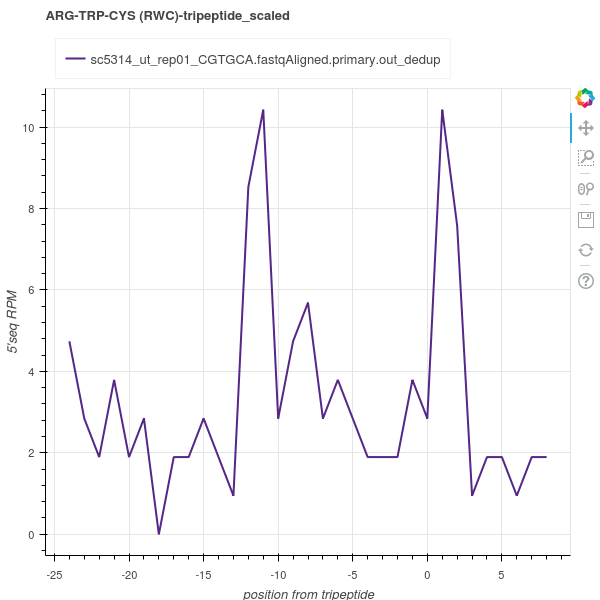 ARG-TRP-CYS (RWC)-tripeptide_scaled
sc5314_ut_rep01_CGTGCA.fastqAligned.primary.out_dedup
10
8
6
4
2
0
5'seq RPM
-25 -20 -15 -10 -5 0 5
position from tripeptide